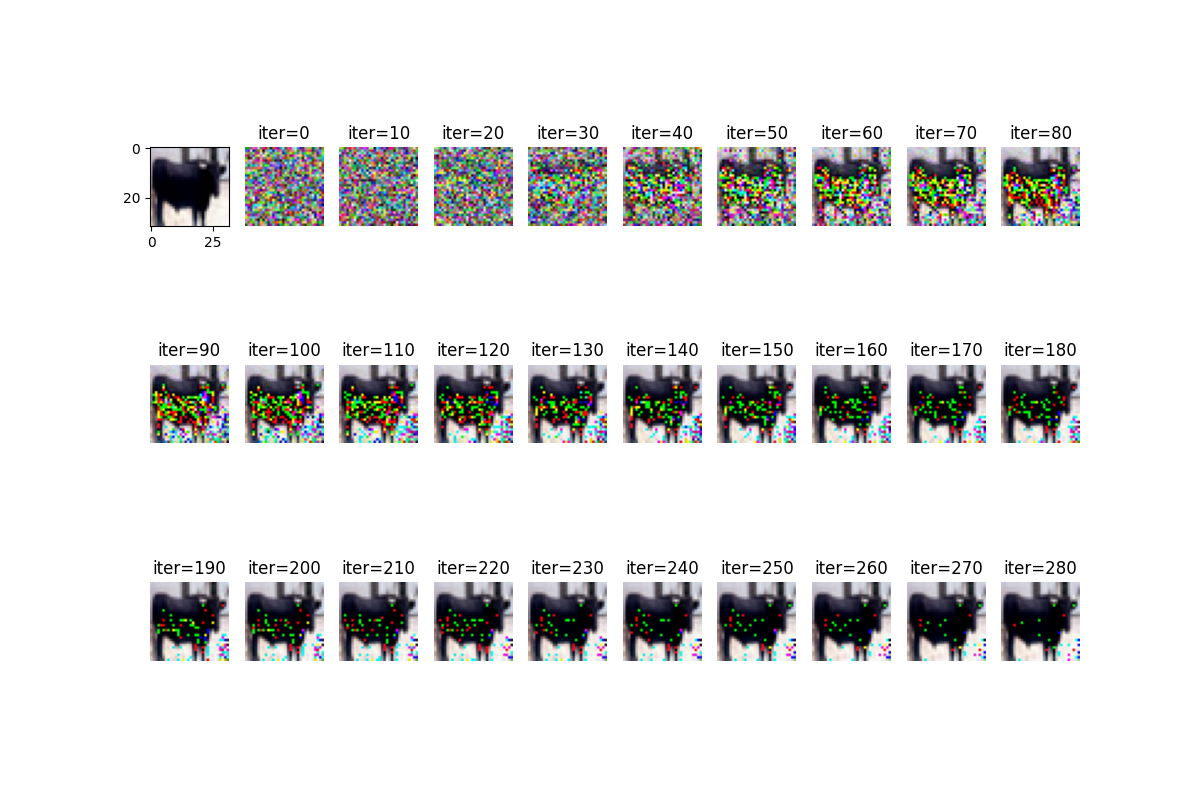 iter=0 iter=10 iter=20 iter=30 iter=40 iter=50 iter=60 iter=70 iter=80
0
20
0 25
iter=90 iter=100 iter=110 iter=120 iter=130 iter=140 iter=150 iter=160 iter=170 iter=180
iter=190 iter=200 iter=210 iter=220 iter=230 iter=240 iter=250 iter=260 iter=270 iter=280